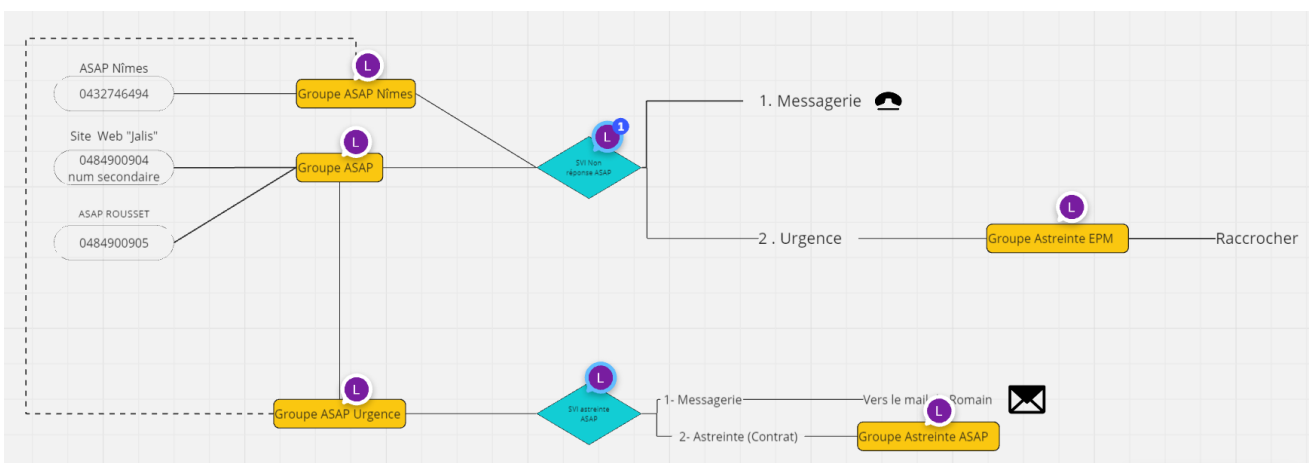 L
ASAP Nîmes
0432746494
Groupe ASAP Nîmes
1. Messagerie
Site Web "Jalis"
0484900904
num secondaire
L
Groupe ASAP
L 1
SVI Non
réponse ASAP
ASAP ROUSSET
0484900905
L
2 . Urgence
Groupe Astreinte EPM
Raccrocher
L
Groupe ASAP Urgence
L
SVI astreinte
ASAP
1- Messagerie
Vers le mail Romain
L
2- Astreinte (Contrat)
Groupe Astreinte ASAP